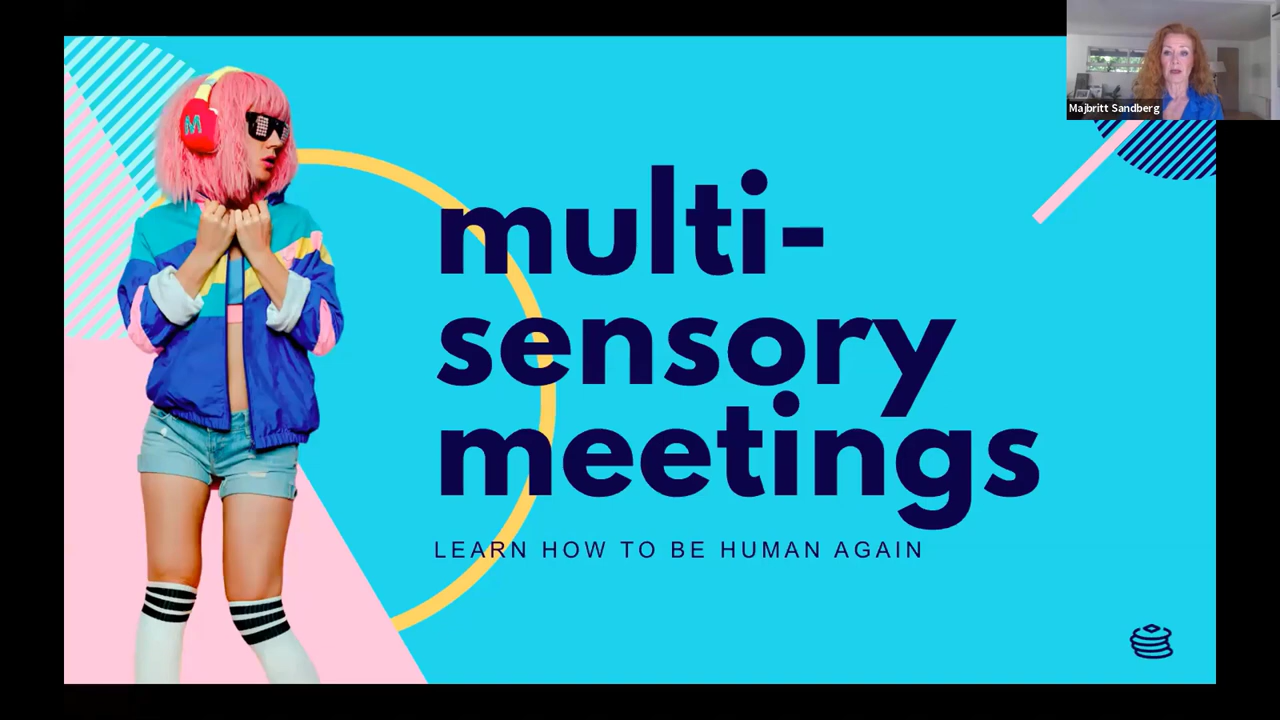 Majbritt Sandberg
M
multi-
sensory
meetings
LEARN HOW TO BE HUMAN AGAIN